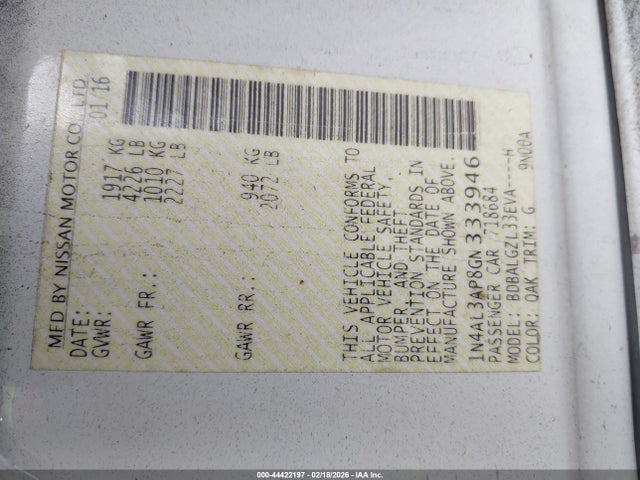 MFD BY NISSAN MOTOR CO., LTD.
DATE: 01/16
GVWR: 1917 KG
4226 LB
GAWR FR.: 1010 KG
2227 LB
GAWR RR.: 940 KG
2072 LB
THIS VEHICLE CONFORMS TO
ALL APPLICABLE FEDERAL
MOTOR VEHICLE SAFETY,
BUMPER, AND THEFT
PREVENTION STANDARDS IN
EFFECT ON THE DATE OF
MANUFACTURE SHOWN ABOVE.
1N4AL3AP8GN333946
PASSENGER CAR /718684
MODEL: BDBALGZL33EVA---H
COLOR: QAK TRIM: G 9N00A
000-44422197 - 02/18/2026 - IAA Inc.